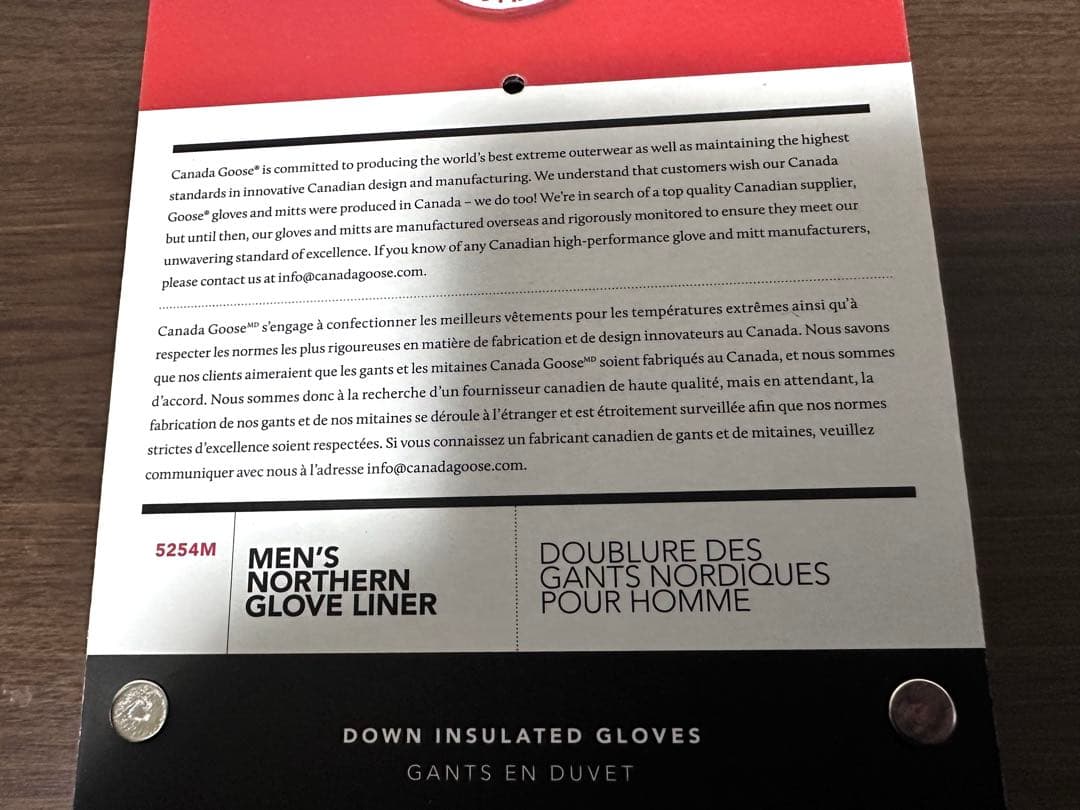 Canada Goose® is committed to producing the world's best extreme outerwear as well as maintaining the highest
standards in innovative Canadian design and manufacturing. We understand that customers wish our Canada
Goose® gloves and mitts were produced in Canada – we do too! We're in search of a top quality Canadian supplier,
but until then, our gloves and mitts are manufactured overseas and rigorously monitored to ensure they meet our
unwavering standard of excellence. If you know of any Canadian high-performance glove and mitt manufacturers,
please contact us at info@canadagoose.com.
Canada Gooseᴹᴰ s'engage à confectionner les meilleurs vêtements pour les températures extrêmes ainsi qu'à
respecter les normes les plus rigoureuses en matière de fabrication et de design innovateurs au Canada. Nous savons
que nos clients aimeraient que les gants et les mitaines Canada Gooseᴹᴰ soient fabriqués au Canada, et nous sommes
d'accord. Nous sommes donc à la recherche d'un fournisseur canadien de haute qualité, mais en attendant, la
fabrication de nos gants et de nos mitaines se déroule à l'étranger et est étroitement surveillée afin que nos normes
strictes d'excellence soient respectées. Si vous connaissez un fabricant canadien de gants et de mitaines, veuillez
communiquer avec nous à l'adresse info@canadagoose.com.
5254M
MEN'S
NORTHERN
GLOVE LINER
DOUBLURE DES
GANTS NORDIQUES
POUR HOMME
DOWN INSULATED GLOVES
GANTS EN DUVET